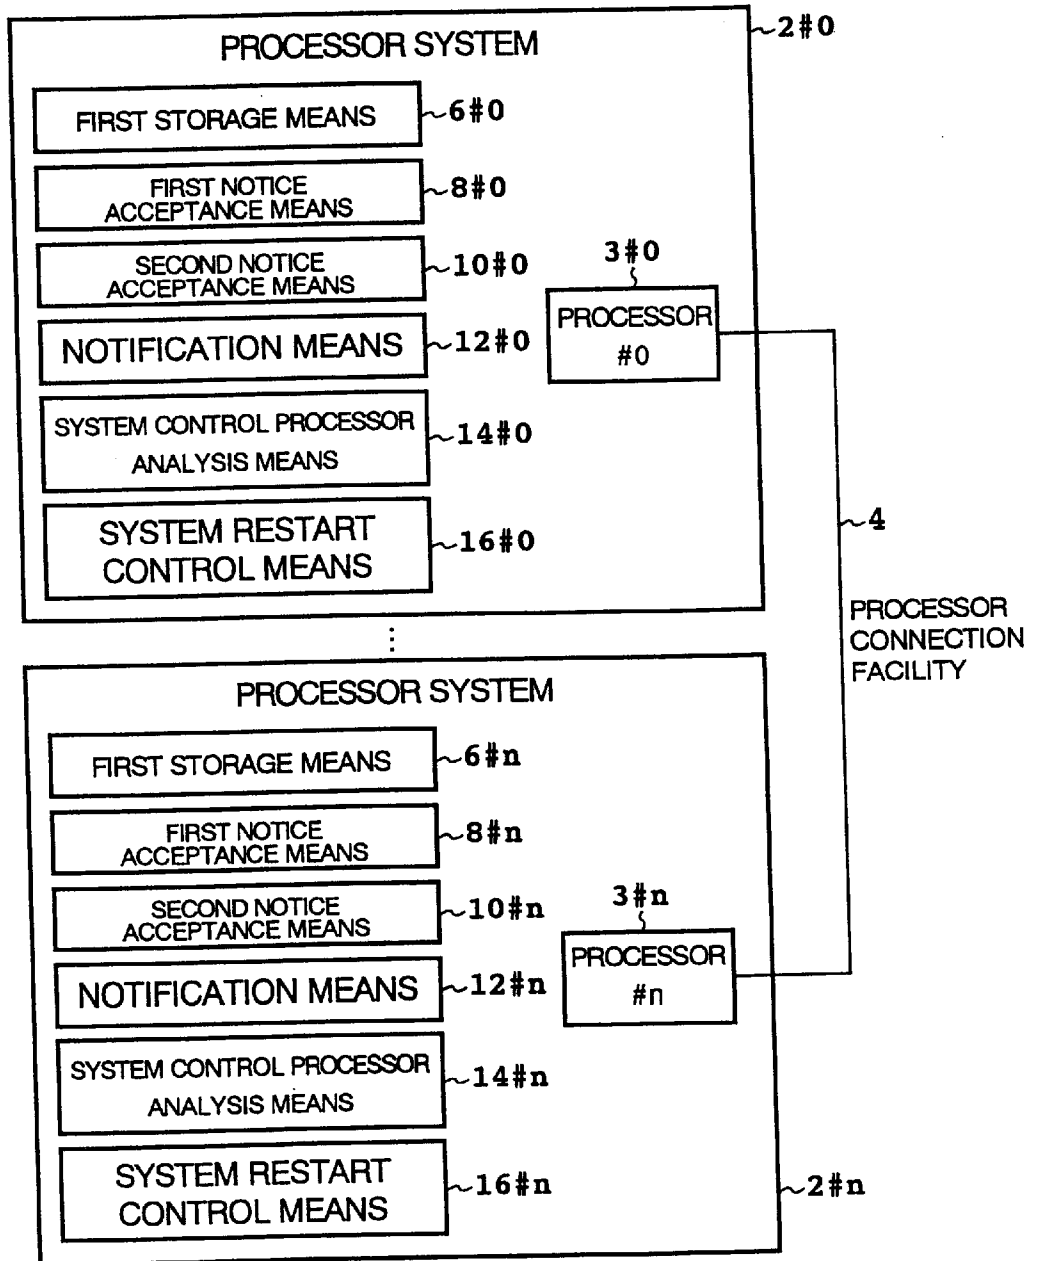 PROCESSOR SYSTEM
2#0
FIRST STORAGE MEANS
6#0
FIRST NOTICE
ACCEPTANCE MEANS
8#0
SECOND NOTICE
ACCEPTANCE MEANS
10#0
NOTIFICATION MEANS
12#0
SYSTEM CONTROL PROCESSOR
ANALYSIS MEANS
14#0
SYSTEM RESTART
CONTROL MEANS
16#0
3#0
PROCESSOR
#0
4
PROCESSOR
CONNECTION
FACILITY
PROCESSOR SYSTEM
FIRST STORAGE MEANS
6#n
FIRST NOTICE
ACCEPTANCE MEANS
8#n
SECOND NOTICE
ACCEPTANCE MEANS
10#n
NOTIFICATION MEANS
12#n
SYSTEM CONTROL PROCESSOR
ANALYSIS MEANS
14#n
SYSTEM RESTART
CONTROL MEANS
16#n
3#n
PROCESSOR
#n
2#n